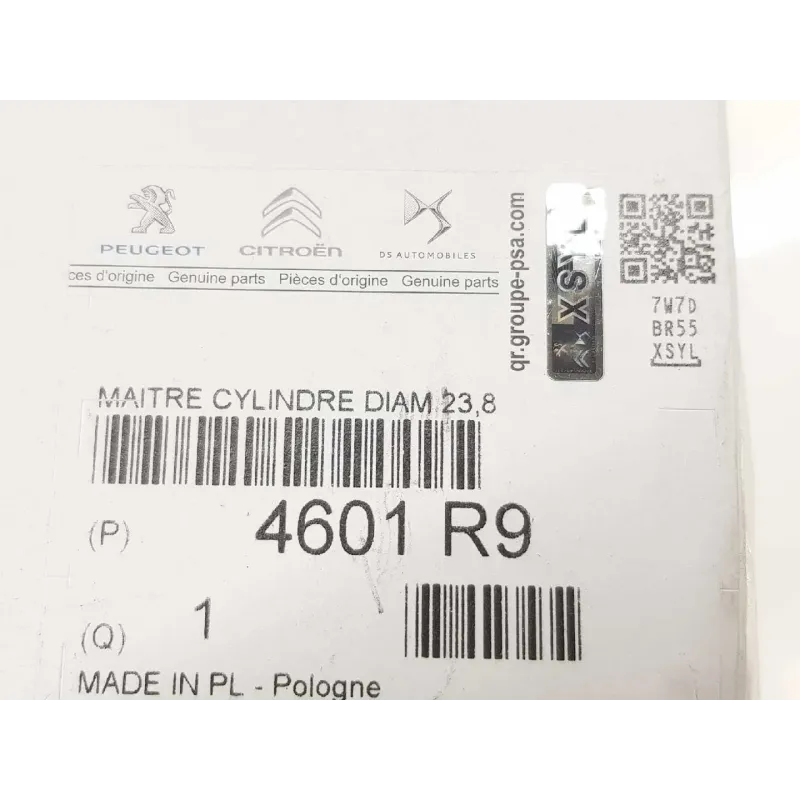 PEUGEOT CITROËN DS AUTOMOBILES
ces d'origine Genuine parts Pièces d'origine Genuine parts
qr.groupe-psa.com
XSYL
7W7D
BR55
XSYL
MAITRE CYLINDRE DIAM 23,8
(P) 4601 R9
(Q) 1
MADE IN PL - Pologne